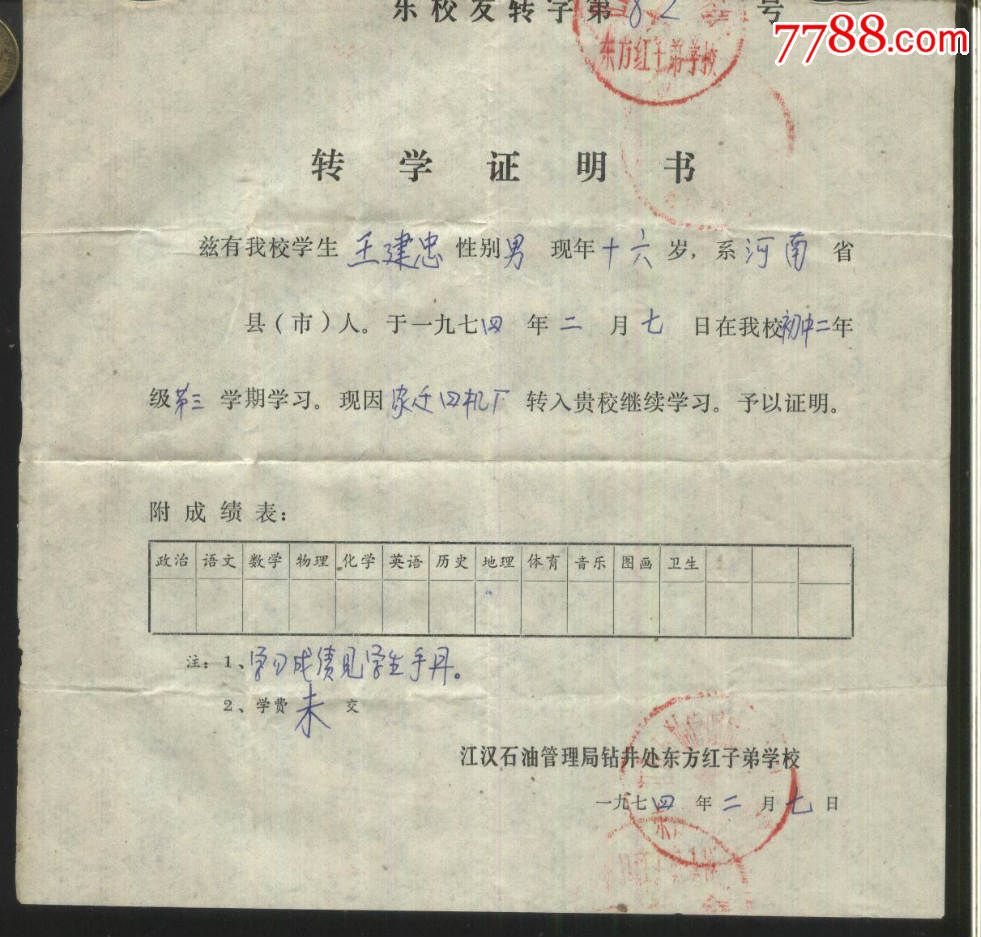 东校友转字第82号
7788.com
东方红子弟学校
转学证明书
兹有我校学生王建忠性别男 现年十六岁，系河南省
县（市）人。于一九七四年二月七日在我校初中二年
级第三学期学习。现因家迁四机厂转入贵校继续学习。予以证明。
附成绩表：
政治 语文 数学 物理 化学 英语 历史 地理 体育 音乐 图画 卫生
注：1、学习成绩见学生手册。
2、学费未交
江汉石油管理局钻井处东方红子弟学校
一九七四年二月七日